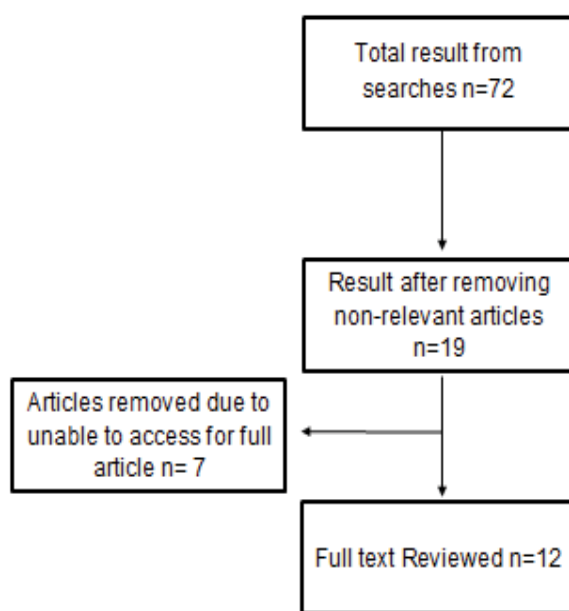 Total result from
searches n=72
Result after removing
non-relevant articles
n=19
Articles removed due to
unable to access for full
article n= 7
Full text Reviewed n=12